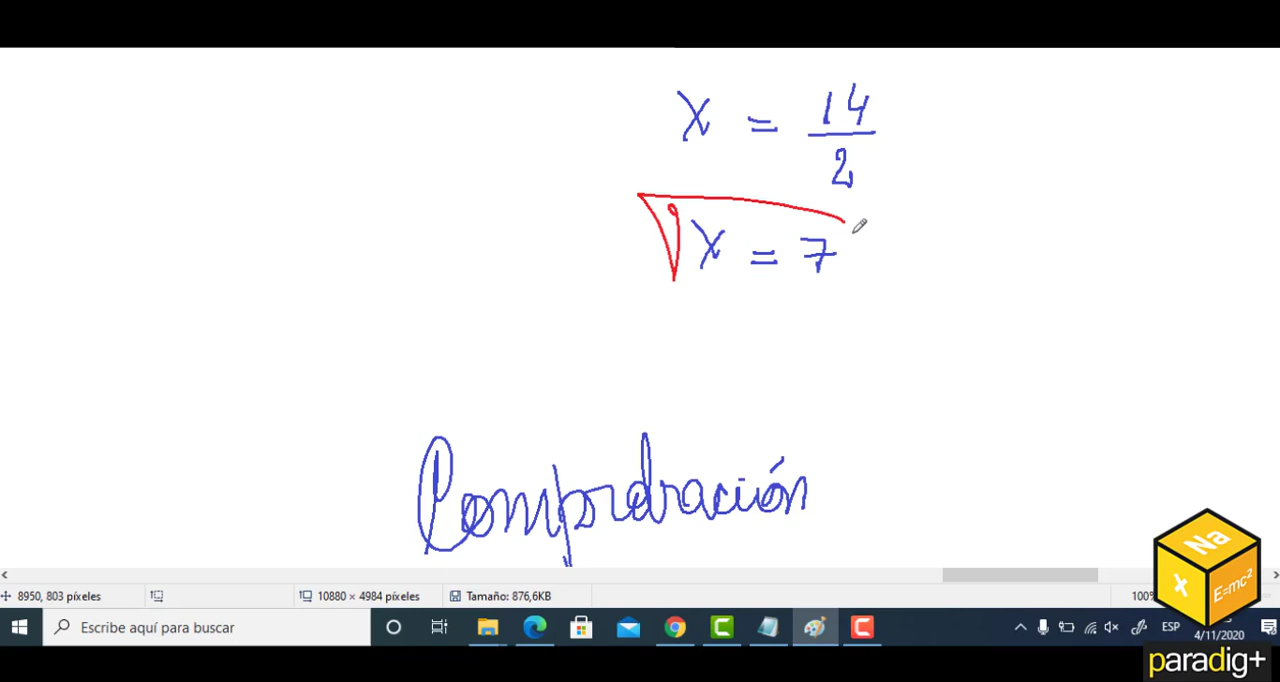 X = 14/2
X = 7
Comprobación
8950, 803 píxeles
10880 × 4984 píxeles
Tamaño: 876,6KB
100%
Na
X
E=mc²
Escribe aquí para buscar
ESP
4/11/2020
paradig+